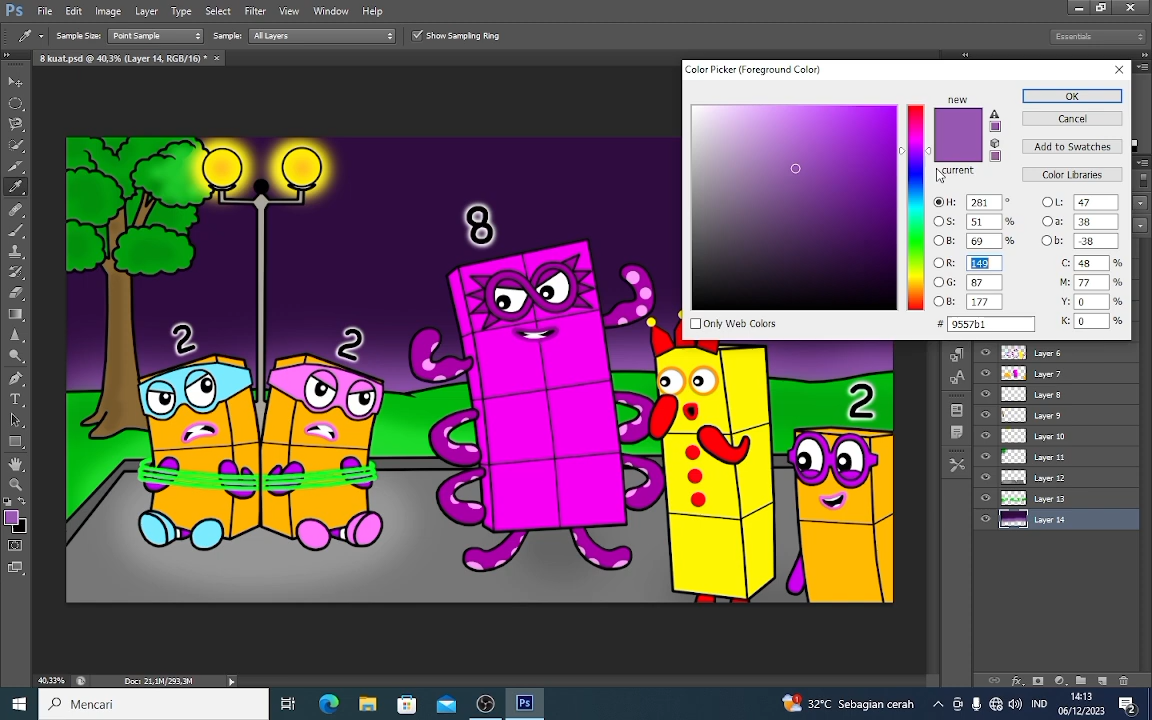 Ps File Edit Image Layer Type Select Filter View Window Help
Sample Size: Point Sample Sample: All Layers Show Sampling Ring Essentials
8 kuat.psd @ 40,3% (Layer 14, RGB/16) * ×
Color Picker (Foreground Color)
new
current
OK
Cancel
Add to Swatches
Color Libraries
H: 281 ° L: 47
S: 51 % a: 38
B: 69 % b: -38
R: 149 C: 48 %
G: 87 M: 77 %
B: 177 Y: 0 %
# 9557b1 K: 0 %
Only Web Colors
8
2
2
2
Layer 6
Layer 7
Layer 8
Layer 9
Layer 10
Layer 11
Layer 12
Layer 13
Layer 14
40,33% Doc: 21,1M/293,3M
Mencari
Ps
32°C Sebagian cerah
IND
14:13
06/12/2023
2